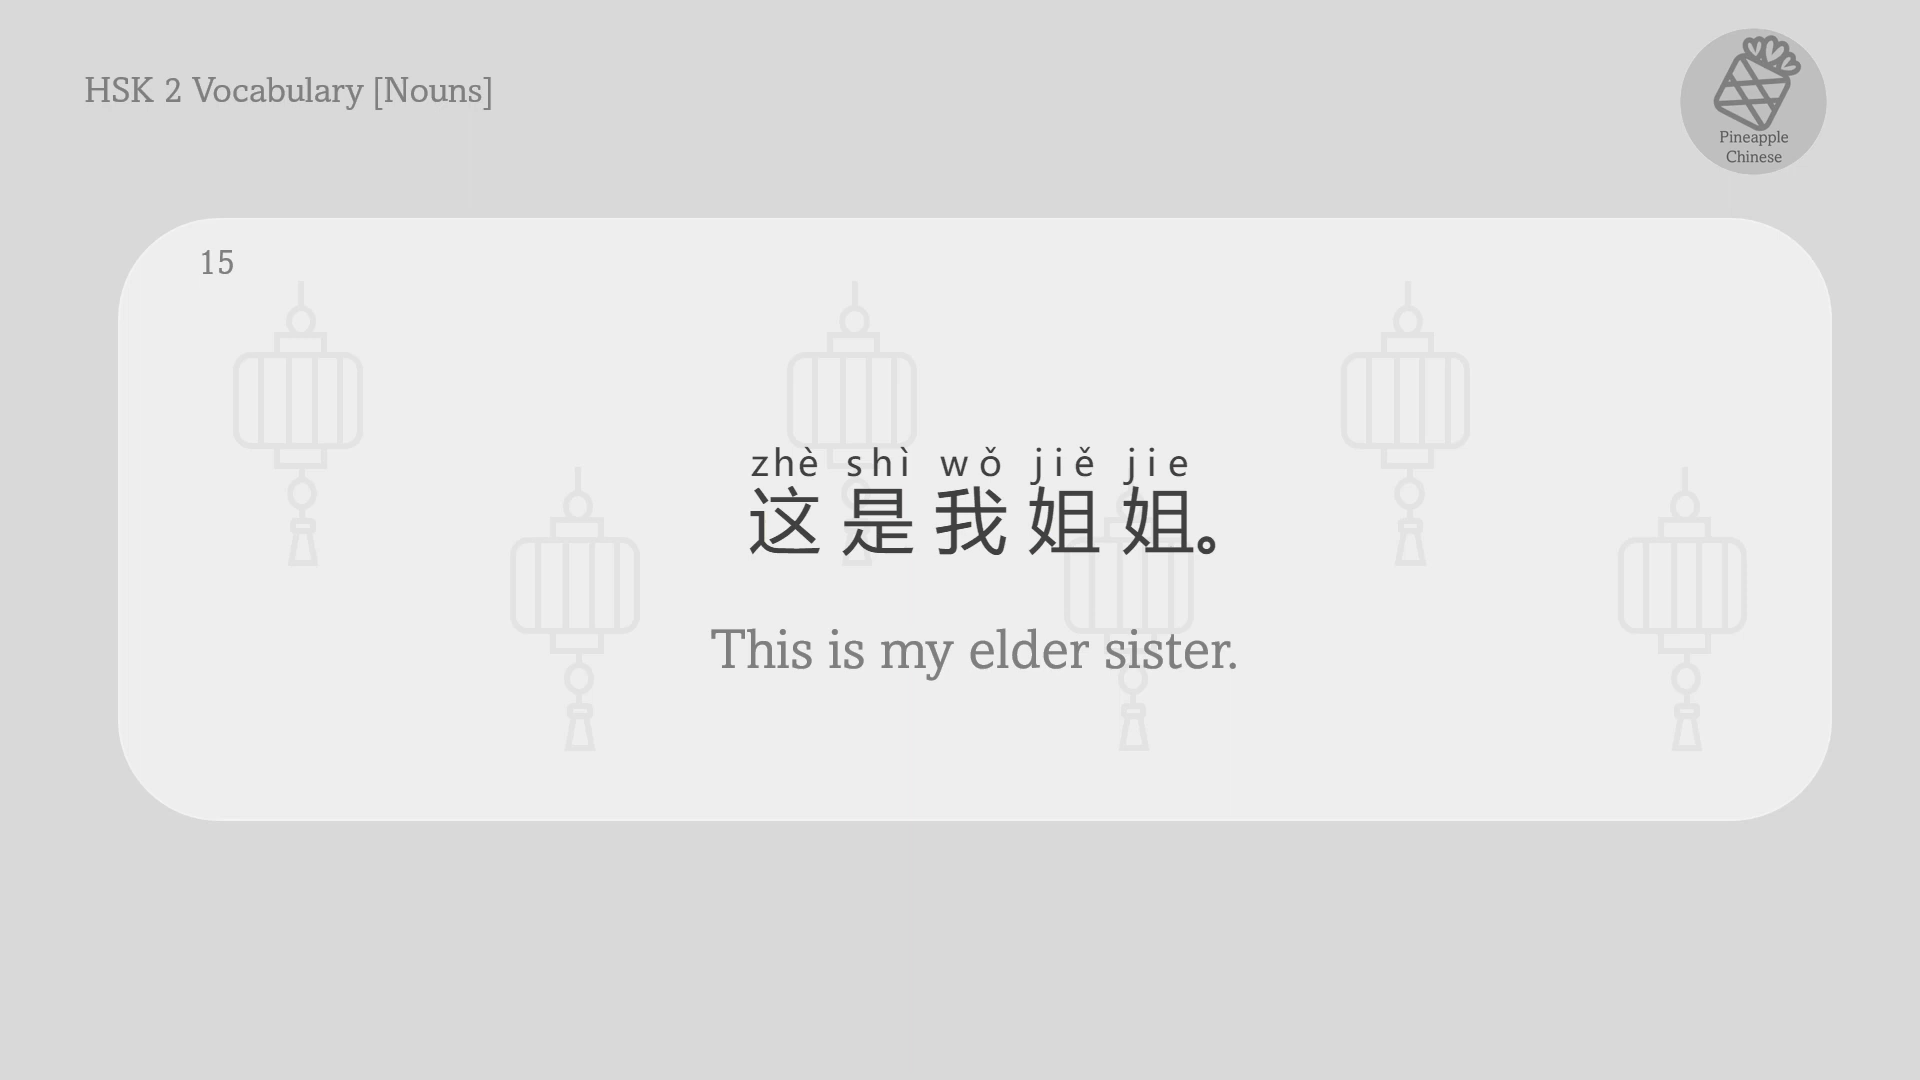 HSK 2 Vocabulary [Nouns]
Pineapple
Chinese
15
zhè shì wǒ jiě jie
这是我姐姐。
This is my elder sister.